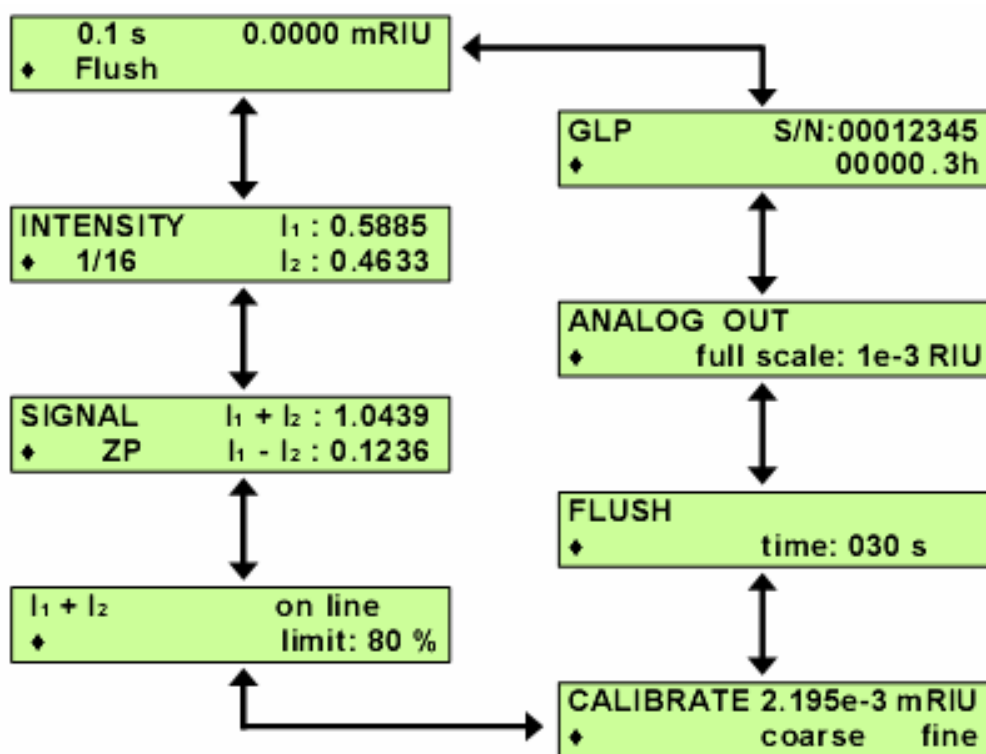 0.1 s 0.0000 mRIU
♦ Flush
INTENSITY I₁ : 0.5885
♦ 1/16 I₂ : 0.4633
SIGNAL I₁ + I₂ : 1.0439
♦ ZP I₁ - I₂ : 0.1236
I₁ + I₂ on line
♦ limit: 80 %
GLP S/N:00012345
♦ 00000.3h
ANALOG OUT
♦ full scale: 1e-3 RIU
FLUSH
♦ time: 030 s
CALIBRATE 2.195e-3 mRIU
♦ coarse fine